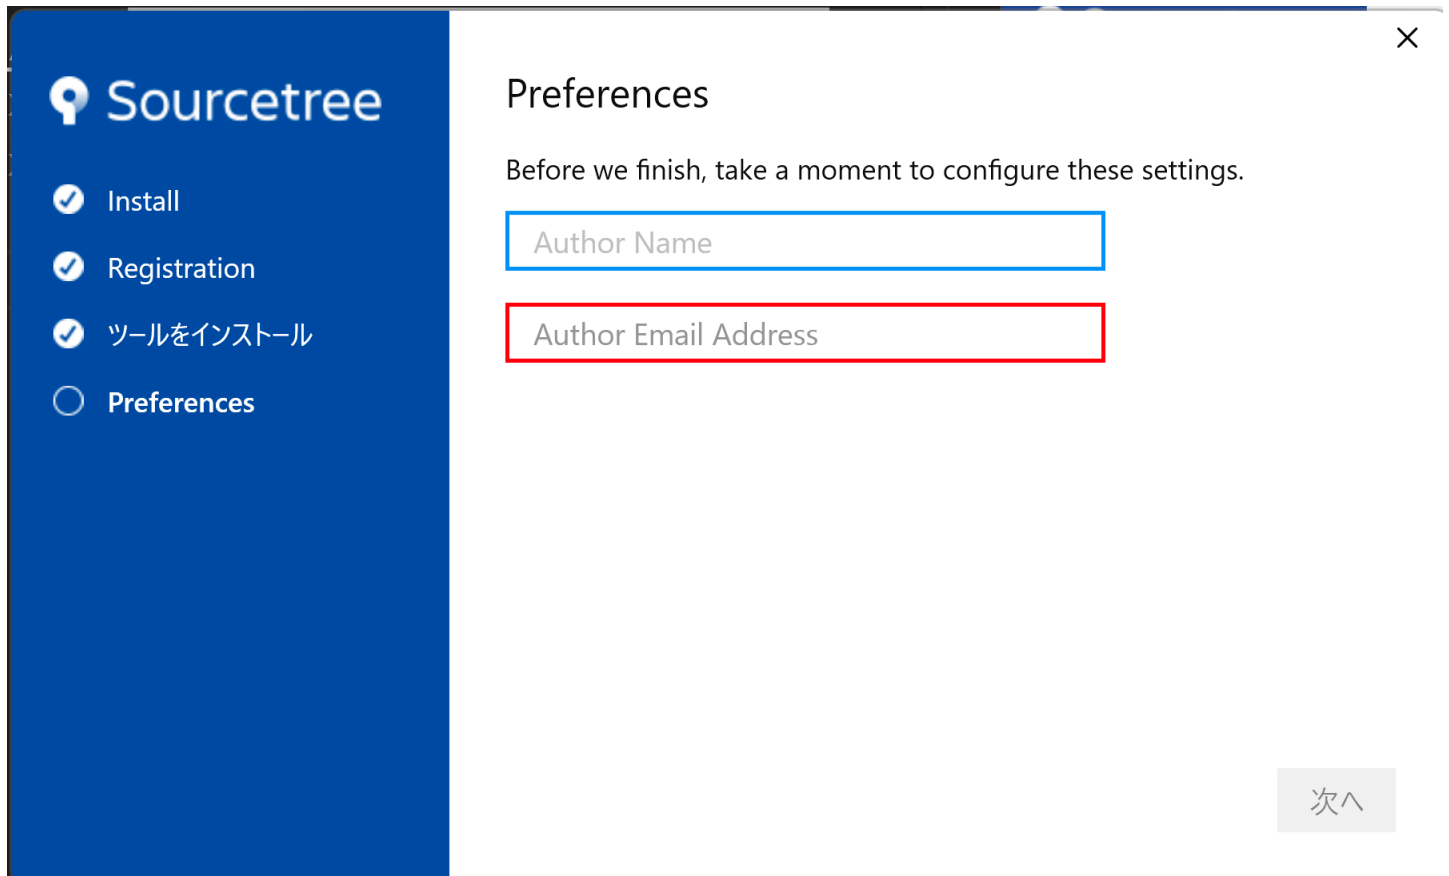 Sourcetree
Install
Registration
ツールをインストール
Preferences
Preferences
Before we finish, take a moment to configure these settings.
Author Name
Author Email Address
次へ